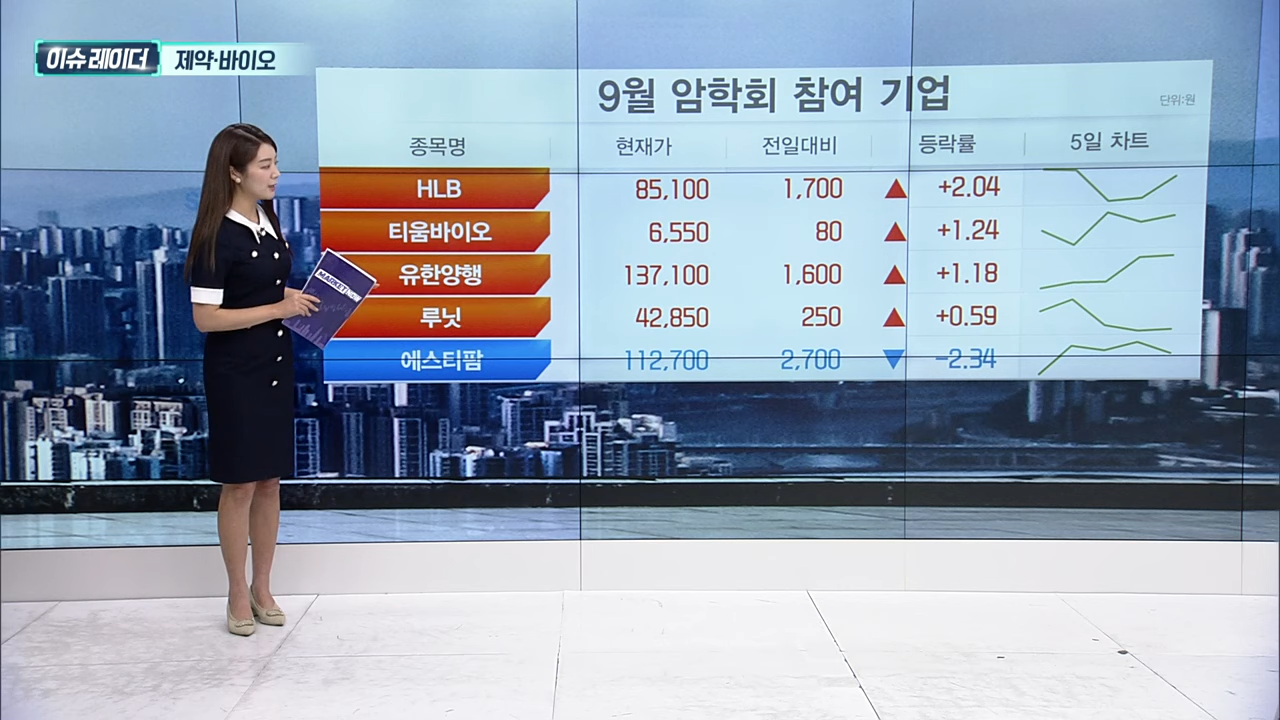 이슈레이더 제약·바이오
9월 암학회 참여 기업
단위:원
종목명 현재가 전일대비 등락률 5일 차트
HLB 85,100 1,700 ▲ +2.04
티움바이오 6,550 80 ▲ +1.24
유한양행 137,100 1,600 ▲ +1.18
루닛 42,850 250 ▲ +0.59
에스티팜 112,700 2,700 ▼ -2.34
MARKET